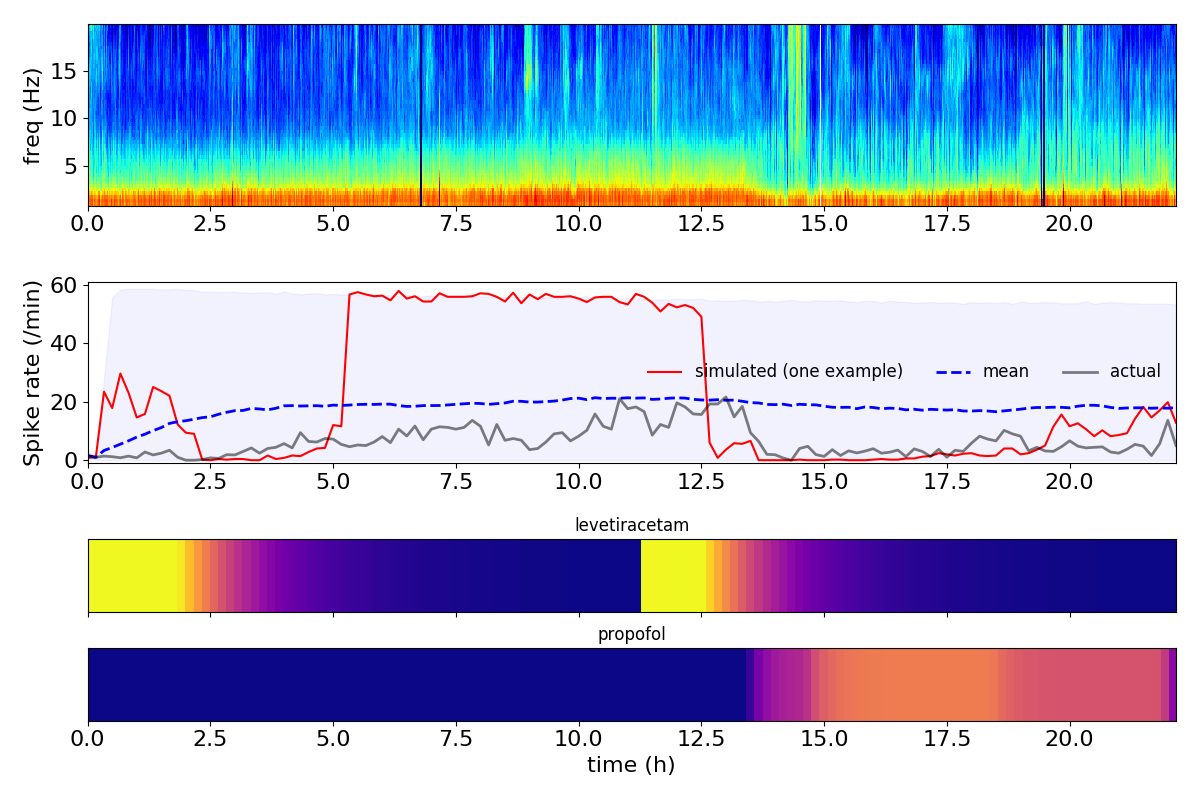 freq (Hz)
15
10
5
0.0 2.5 5.0 7.5 10.0 12.5 15.0 17.5 20.0
Spike rate (/min)
60
40
20
0
simulated (one example) mean actual
0.0 2.5 5.0 7.5 10.0 12.5 15.0 17.5 20.0
levetiracetam
propofol
0.0 2.5 5.0 7.5 10.0 12.5 15.0 17.5 20.0
time (h)